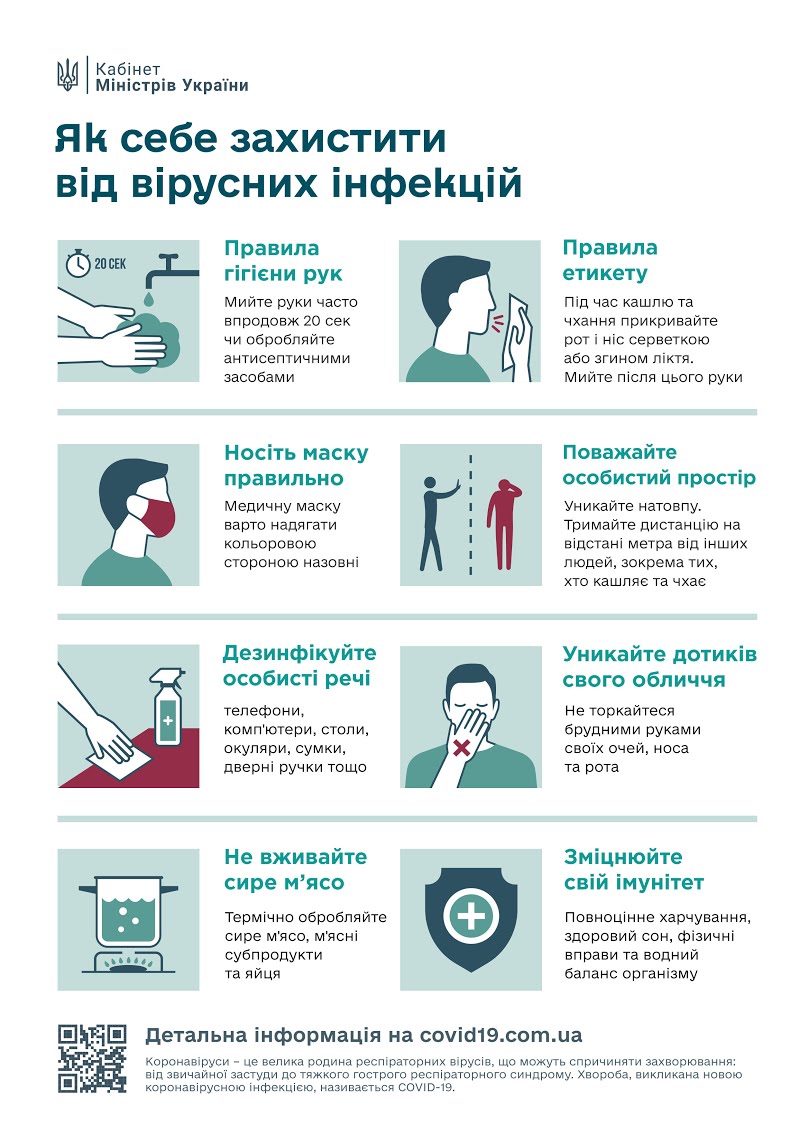 Кабінет
Міністрів України
Як себе захистити
від вірусних інфекцій
20 СЕК
Правила
гігієни рук
Мийте руки часто
впродовж 20 сек
чи обробляйте
антисептичними
засобами
Правила
етикету
Під час кашлю та
чхання прикривайте
рот і ніс серветкою
або згином ліктя.
Мийте після цього руки
Носіть маску
правильно
Медичну маску
варто надягати
кольоровою
стороною назовні
Поважайте
особистий простір
Уникайте натовпу.
Тримайте дистанцію на
відстані метра від інших
людей, зокрема тих,
хто кашляє та чхає
Дезинфікуйте
особисті речі
телефони,
комп'ютери, столи,
окуляри, сумки,
дверні ручки тощо
Уникайте дотиків
свого обличчя
Не торкайтеся
брудними руками
своїх очей, носа
та рота
Не вживайте
сире м’ясо
Термічно обробляйте
сире м'ясо, м'ясні
субпродукти
та яйця
Зміцнюйте
свій імунітет
Повноцінне харчування,
здоровий сон, фізичні
вправи та водний
баланс організму
Детальна інформація на covid19.com.ua
Коронавіруси – це велика родина респіраторних вірусів, що можуть спричиняти захворювання:
від звичайної застуди до тяжкого гострого респіраторного синдрому. Хвороба, викликана новою
коронавірусною інфекцією, називається COVID-19.